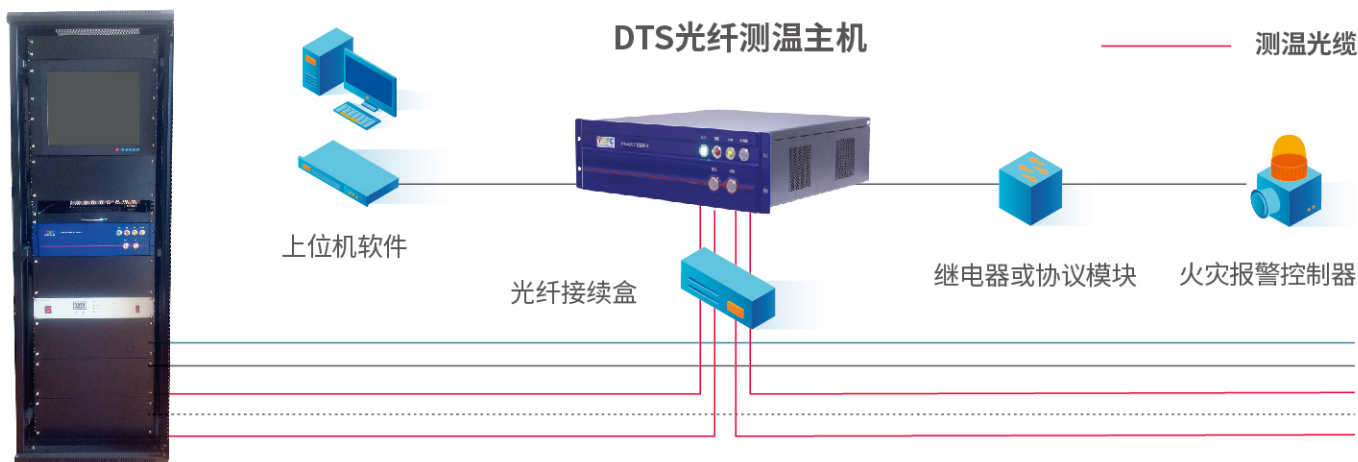 DTS光纤测温主机
测温光缆
上位机软件
光纤接续盒
继电器或协议模块
火灾报警控制器